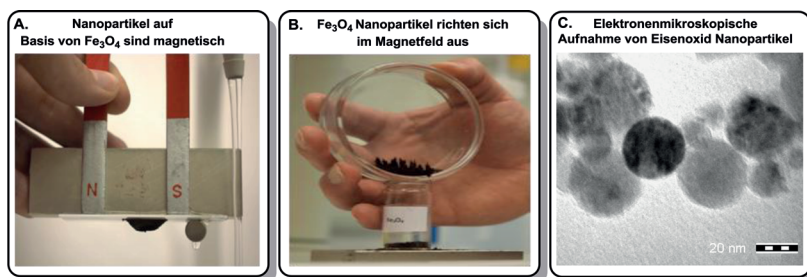 A. Nanopartikel auf
Basis von Fe₃O₄ sind magnetisch
N S
B. Fe₃O₄ Nanopartikel richten sich
im Magnetfeld aus
Fe₃O₄
C. Elektronenmikroskopische
Aufnahme von Eisenoxid Nanopartikel
20 nm